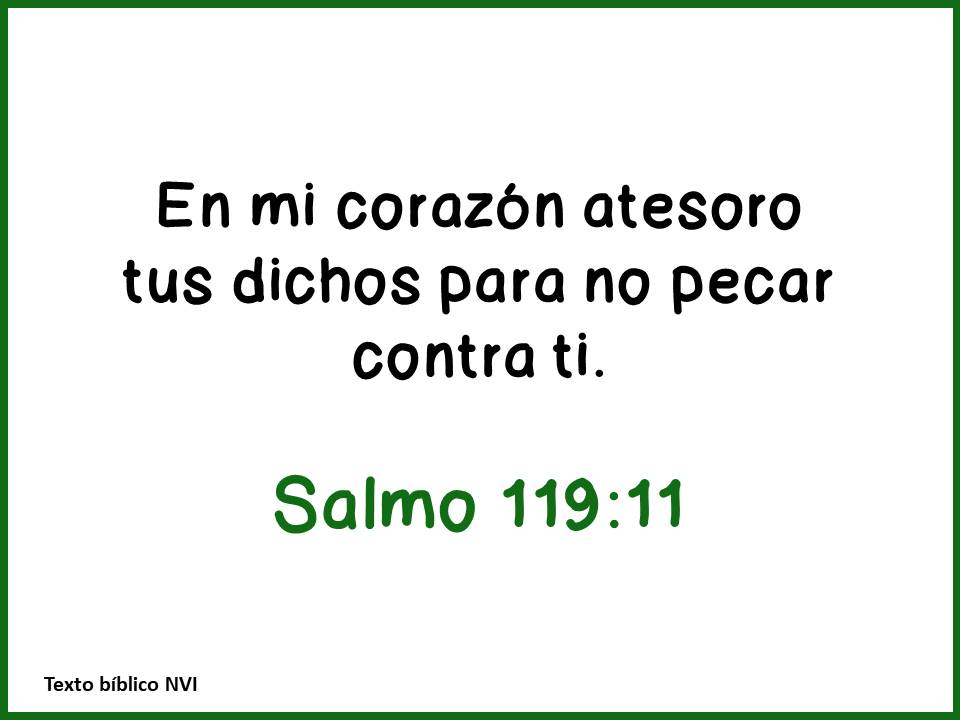 En mi corazón atesoro
tus dichos para no pecar
contra ti.
Salmo 119:11
Texto bíblico NVI